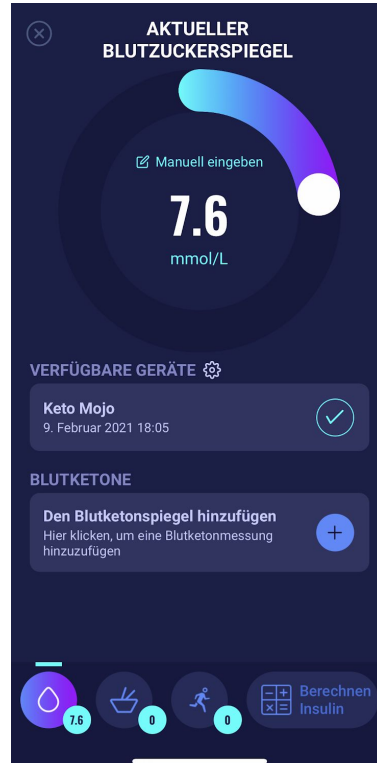 AKTUELLER
BLUTZUCKERSPIEGEL
Manuell eingeben
7.6
mmol/L
VERFÜGBARE GERÄTE
Keto Mojo
9. Februar 2021 18:05
BLUTKETONE
Den Blutketonspiegel hinzufügen
Hier klicken, um eine Blutketonmessung
hinzuzufügen
7.6
0
0
Berechnen
Insulin